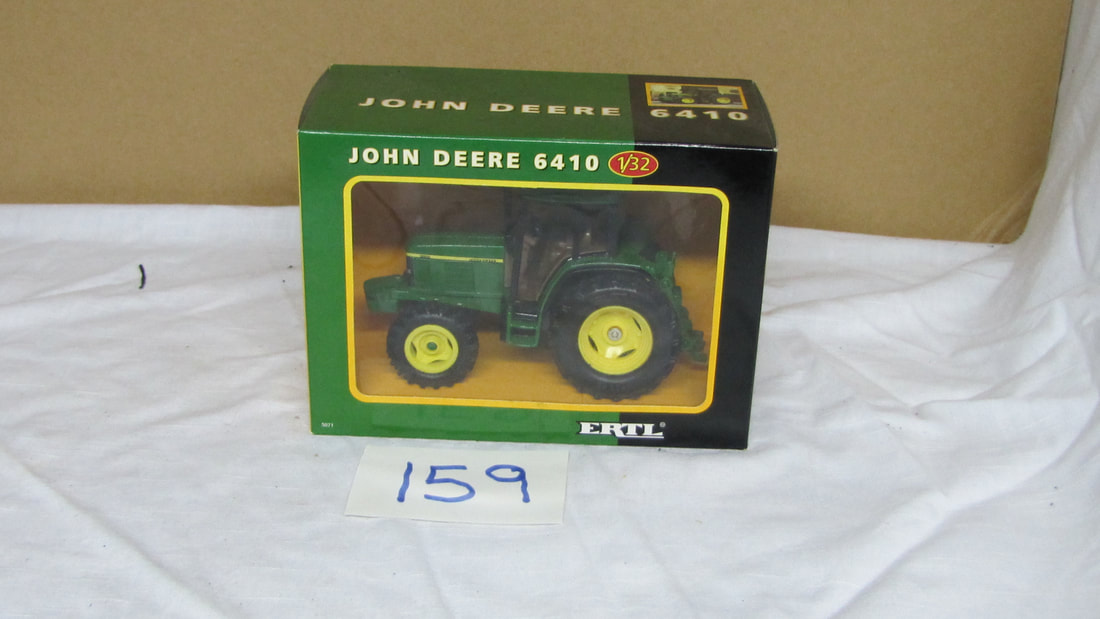 JOHN DEERE 6410
JOHN DEERE 6410 1/32
ERTL
159